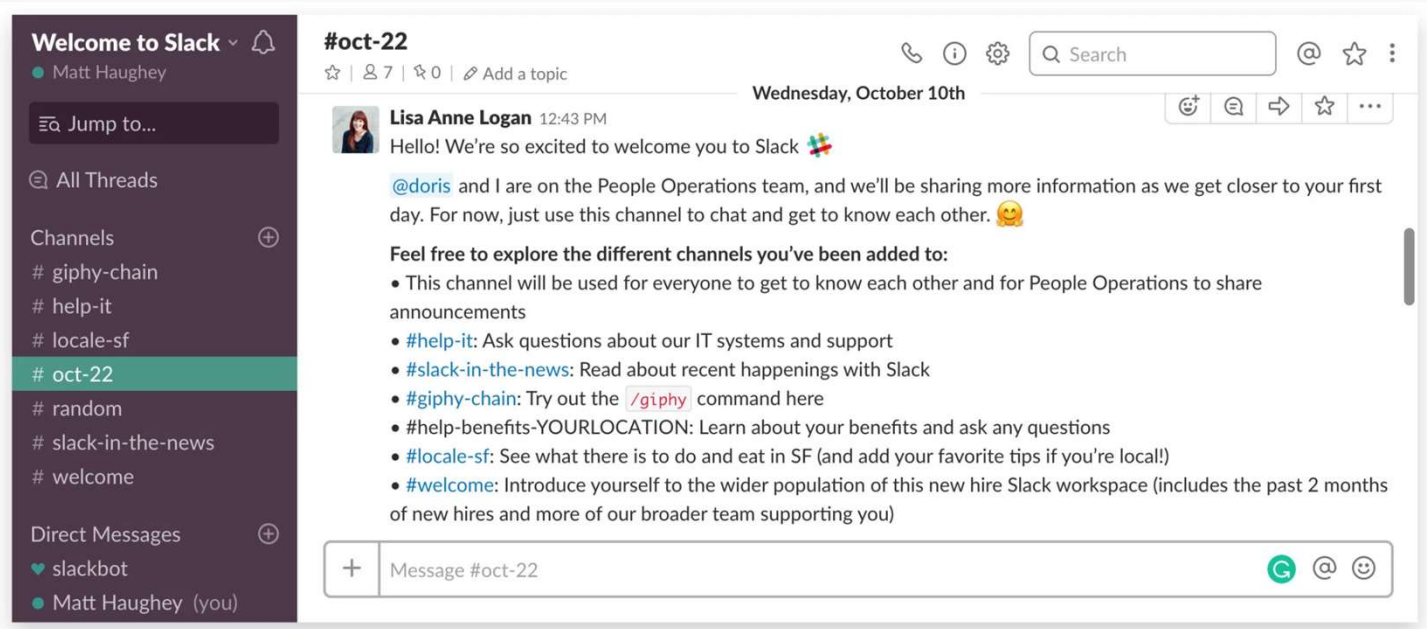 Welcome to Slack
Matt Haughey
Jump to...
All Threads
Channels
# giphy-chain
# help-it
# locale-sf
# oct-22
# random
# slack-in-the-news
# welcome
Direct Messages
slackbot
Matt Haughey (you)
#oct-22
7 | 0 | Add a topic
Search
Wednesday, October 10th
Lisa Anne Logan 12:43 PM
Hello! We’re so excited to welcome you to Slack
@doris and I are on the People Operations team, and we’ll be sharing more information as we get closer to your first
day. For now, just use this channel to chat and get to know each other. 🤗
Feel free to explore the different channels you’ve been added to:
• This channel will be used for everyone to get to know each other and for People Operations to share
announcements
• #help-it: Ask questions about our IT systems and support
• #slack-in-the-news: Read about recent happenings with Slack
• #giphy-chain: Try out the /giphy command here
• #help-benefits-YOURLOCATION: Learn about your benefits and ask any questions
• #locale-sf: See what there is to do and eat in SF (and add your favorite tips if you’re local!)
• #welcome: Introduce yourself to the wider population of this new hire Slack workspace (includes the past 2 months
of new hires and more of our broader team supporting you)
Message #oct-22